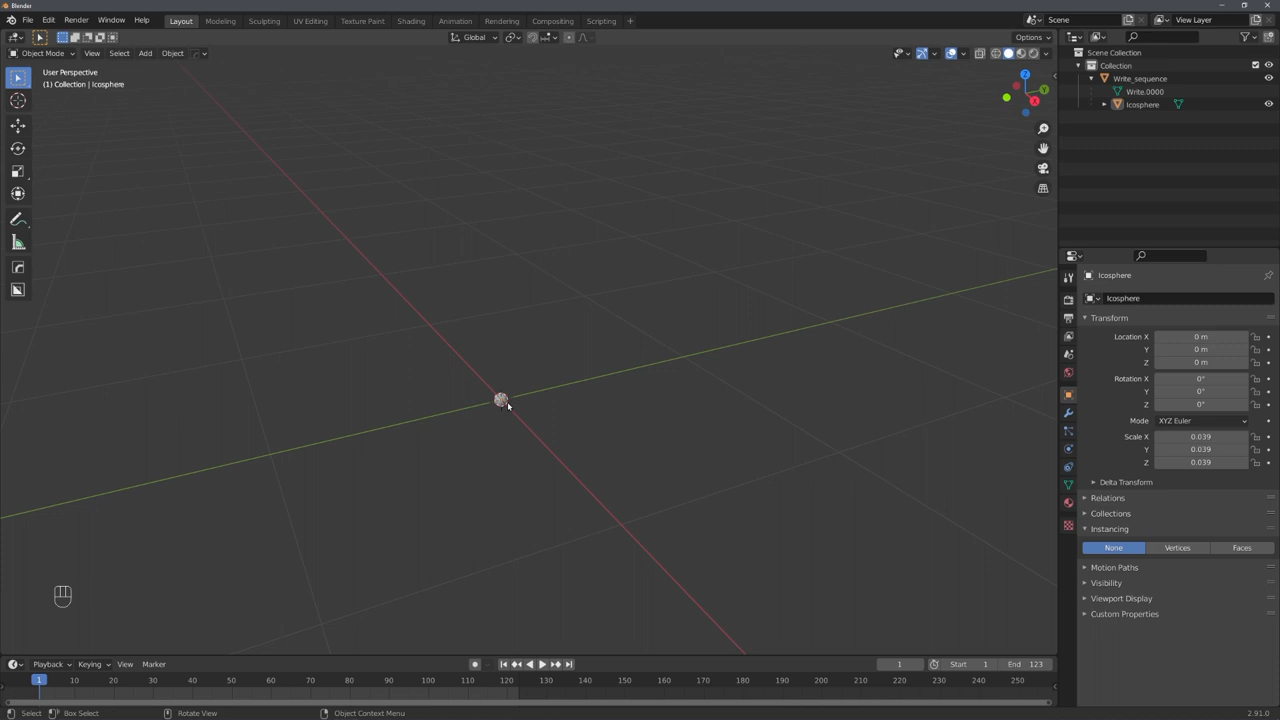 Blender
File Edit Render Window Help Layout Modeling Sculpting UV Editing Texture Paint Shading Animation Rendering Compositing Scripting + Scene View Layer
Global Options
Object Mode View Select Add Object
User Perspective
(1) Collection | Icosphere
Z
Y
X
Scene Collection
Collection
Write_sequence
Write.0000
Icosphere
Icosphere
Icosphere
Transform
Location X 0 m
Y 0 m
Z 0 m
Rotation X 0°
Y 0°
Z 0°
Mode XYZ Euler
Scale X 0.039
Y 0.039
Z 0.039
Delta Transform
Relations
Collections
Instancing
None Vertices Faces
Motion Paths
Visibility
Viewport Display
Custom Properties
Playback Keying View Marker 1 Start 1 End 123
1 10 20 30 40 50 60 70 80 90 100 110 120 130 140 150 160 170 180 190 200 210 220 230 240 250
Select Box Select Rotate View Object Context Menu 2.91.0